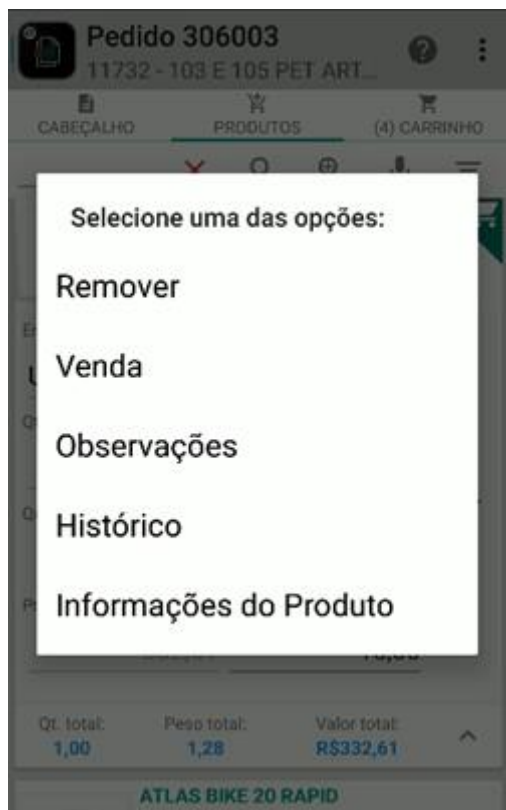 Pedido 306003
11732 - 103 E 105 PET ART...
CABEÇALHO
PRODUTOS
(4) CARRINHO
Selecione uma das opções:
Remover
Venda
Observações
Histórico
Informações do Produto
Qt. total:
Peso total:
Valor total:
1,00
1,28
R$332,61
ATLAS BIKE 20 RAPID